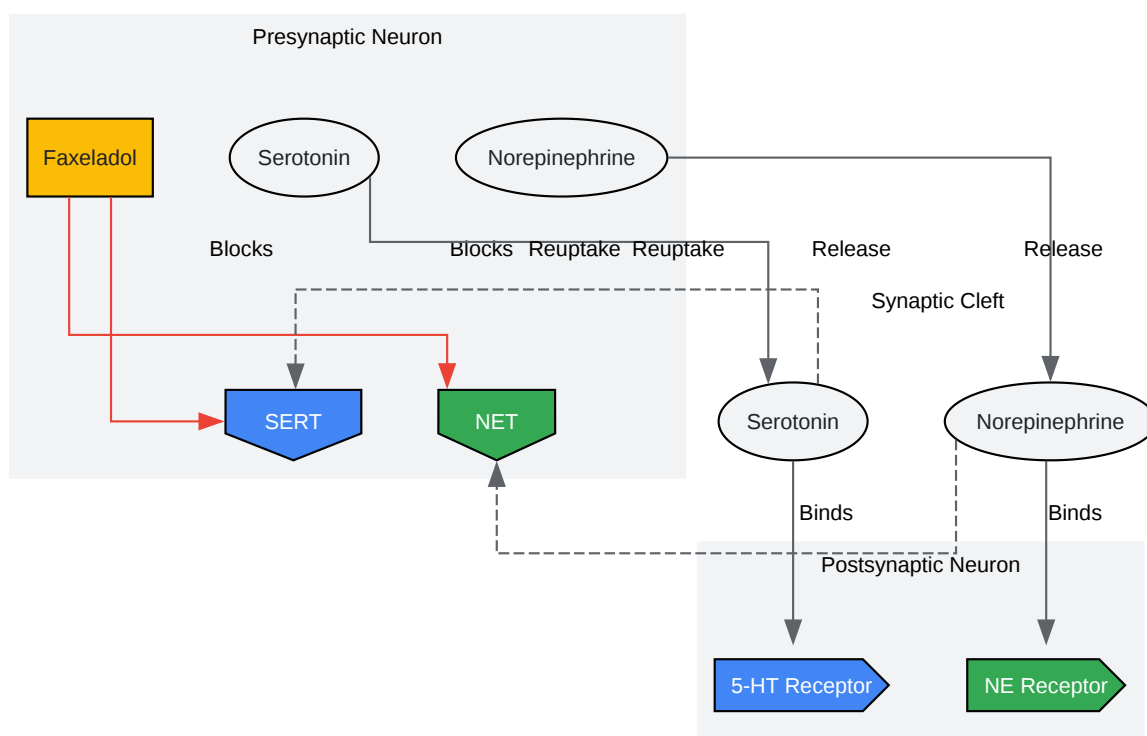 Presynaptic Neuron
Faxeladol
Serotonin
Norepinephrine
Blocks
Blocks
Reuptake
Reuptake
Release
Release
Synaptic Cleft
SERT
NET
Serotonin
Norepinephrine
Binds
Binds
Postsynaptic Neuron
5-HT Receptor
NE Receptor